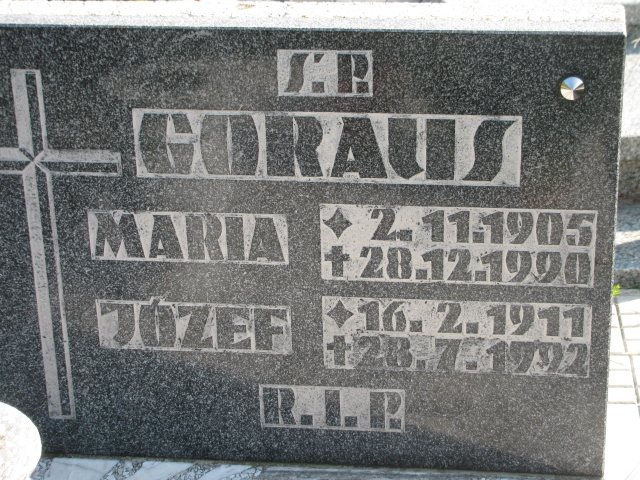 Ś.P.
GORAUS
MARIA ✦ 2.11.1905
✝ 28.12.1990
JÓZEF ✦ 16.2.1911
✝ 28.7.1992
R.I.P.